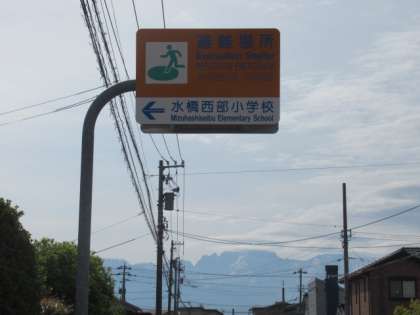 避難場所
Evacuation Shelter
水橋西部小学校
Mizuhashiseibu Elementary School